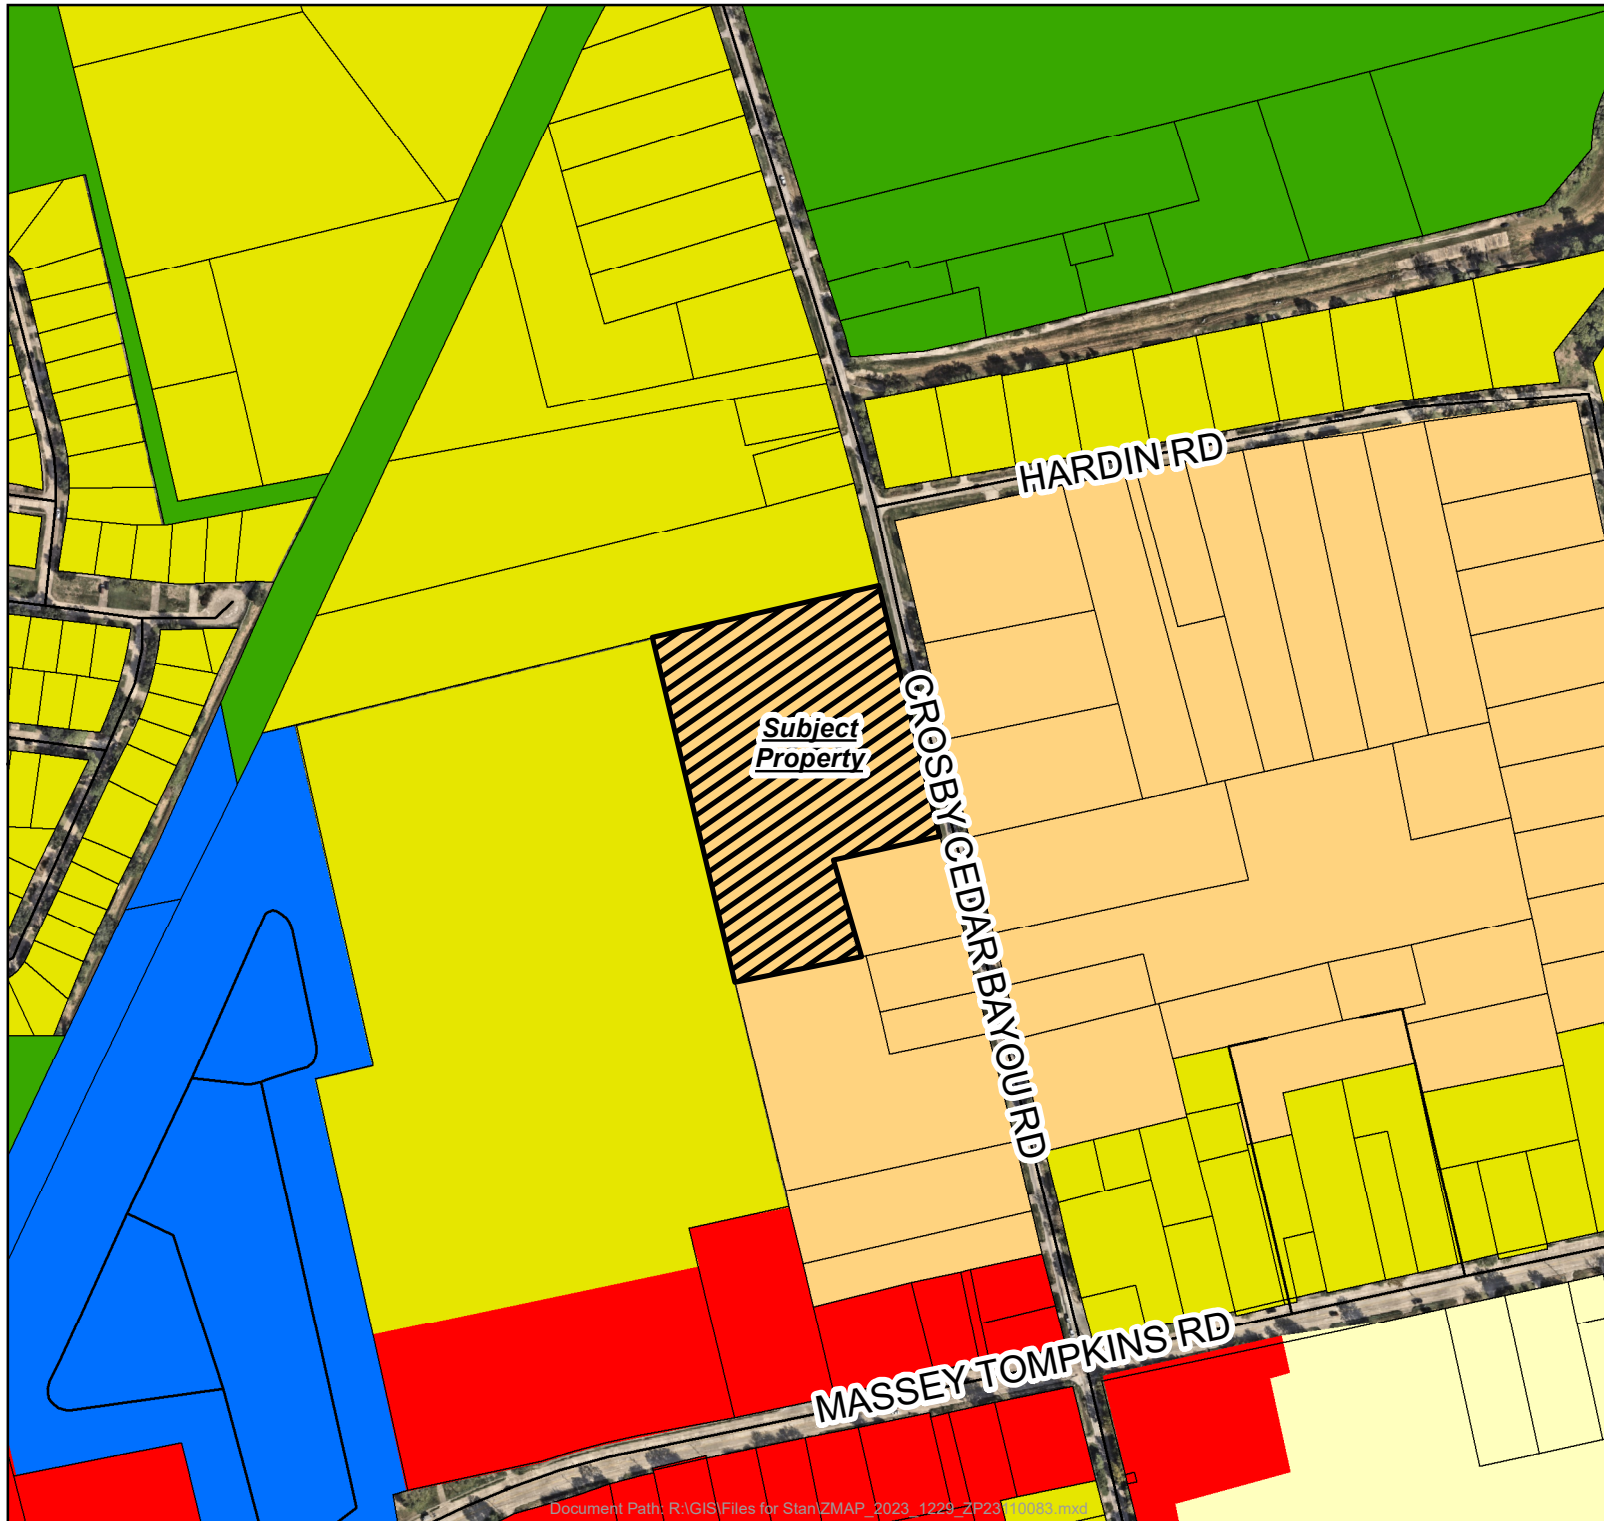 HARDIN RD
Subject
Property
CROSBY CEDAR BAYOU RD
MASSEY TOMPKINS RD
Document Path: R:\GIS\Files for Stan\ZMAP_2023_1229_ZP23110083.mxd